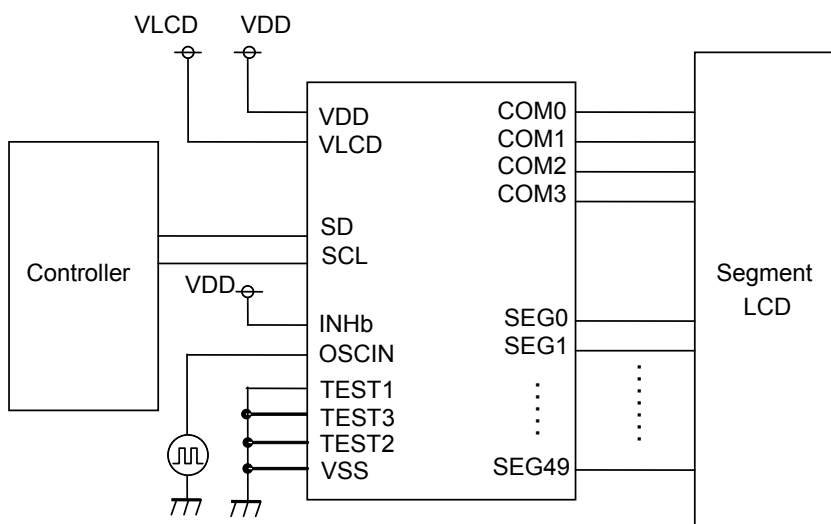 VLCD VDD
VDD
VLCD
SD
SCL
VDD
INHb
OSCIN
TEST1
TEST3
TEST2
VSS
COM0
COM1
COM2
COM3
SEG0
SEG1
SEG49
Controller
Segment
LCD